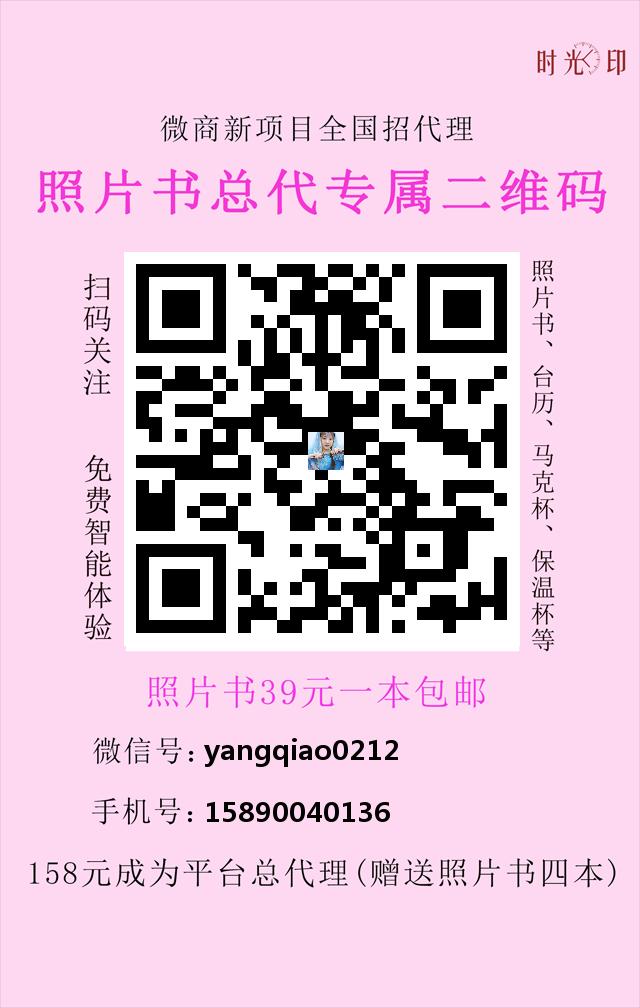 时光印
微商新项目全国招代理
照片书总代专属二维码
扫码关注 免费智能体验
照片书、台历、马克杯、保温杯等
照片书39元一本包邮
微信号:yangqiao0212
手机号:15890040136
158元成为平台总代理(赠送照片书四本)